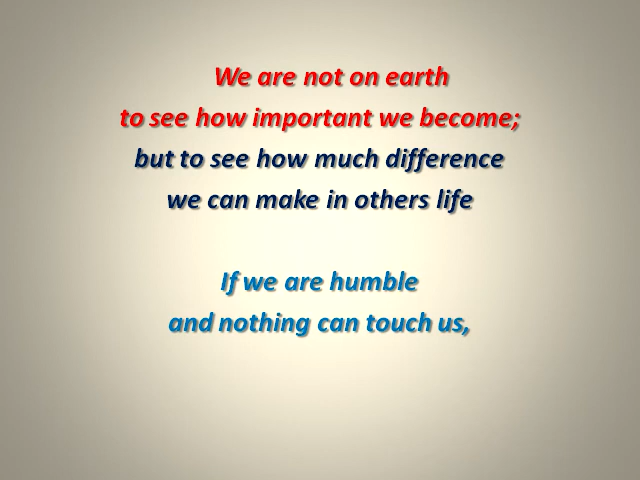 We are not on earth
to see how important we become;
but to see how much difference
we can make in others life
If we are humble
and nothing can touch us,